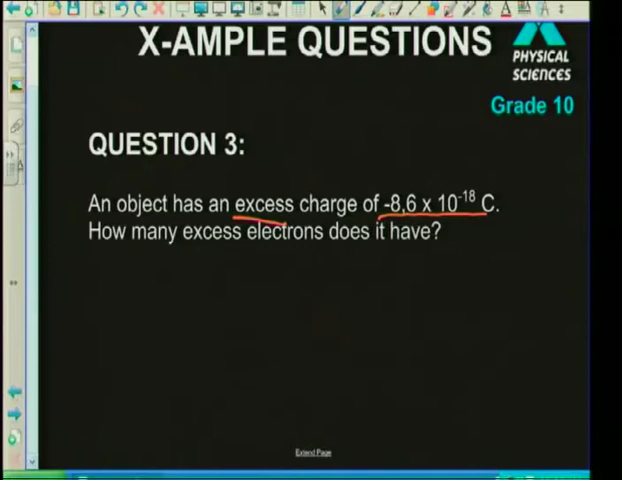 X-AMPLE QUESTIONS
PHYSICAL
SCIENCES
Grade 10
QUESTION 3:
An object has an excess charge of -8,6 x 10⁻¹⁸ C.
How many excess electrons does it have?
Extend Page